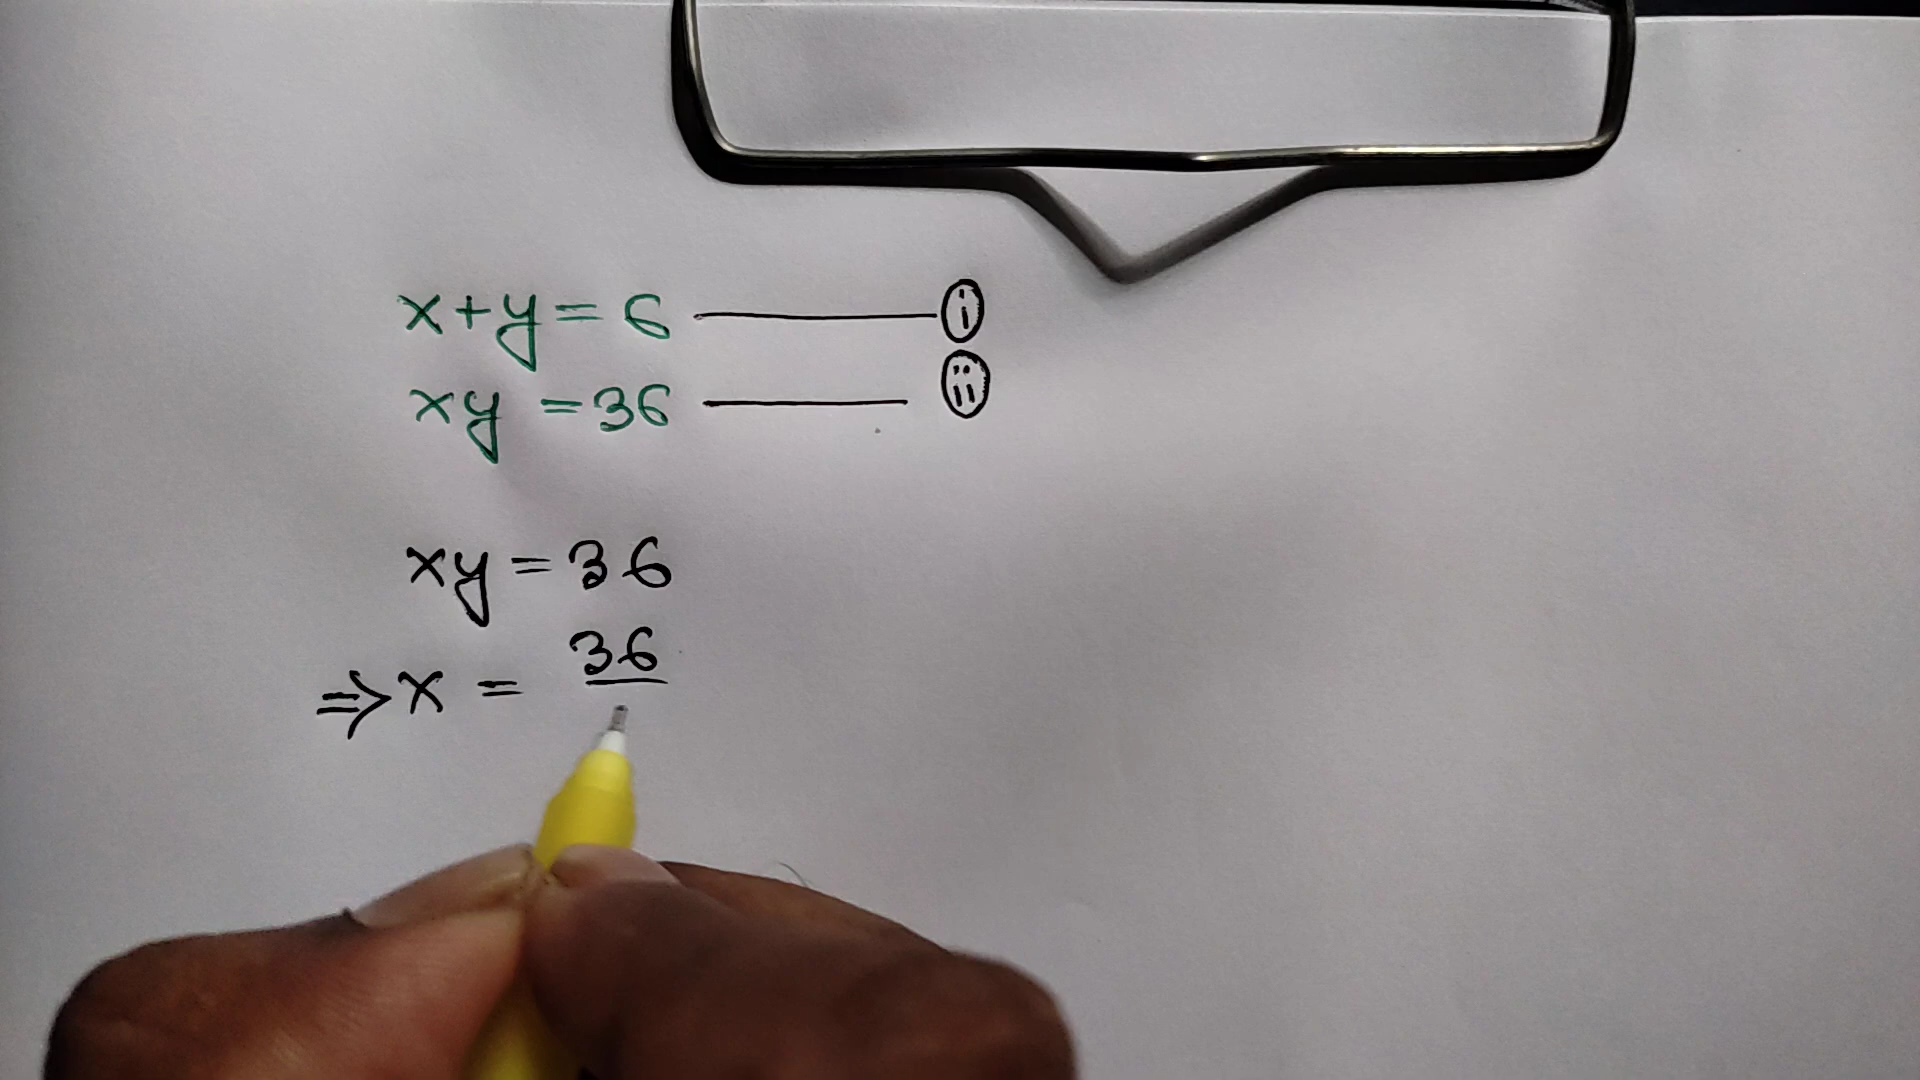 x+y=6 ——— (i)
xy=36 ——— (ii)
xy=36
⇒x = 36/